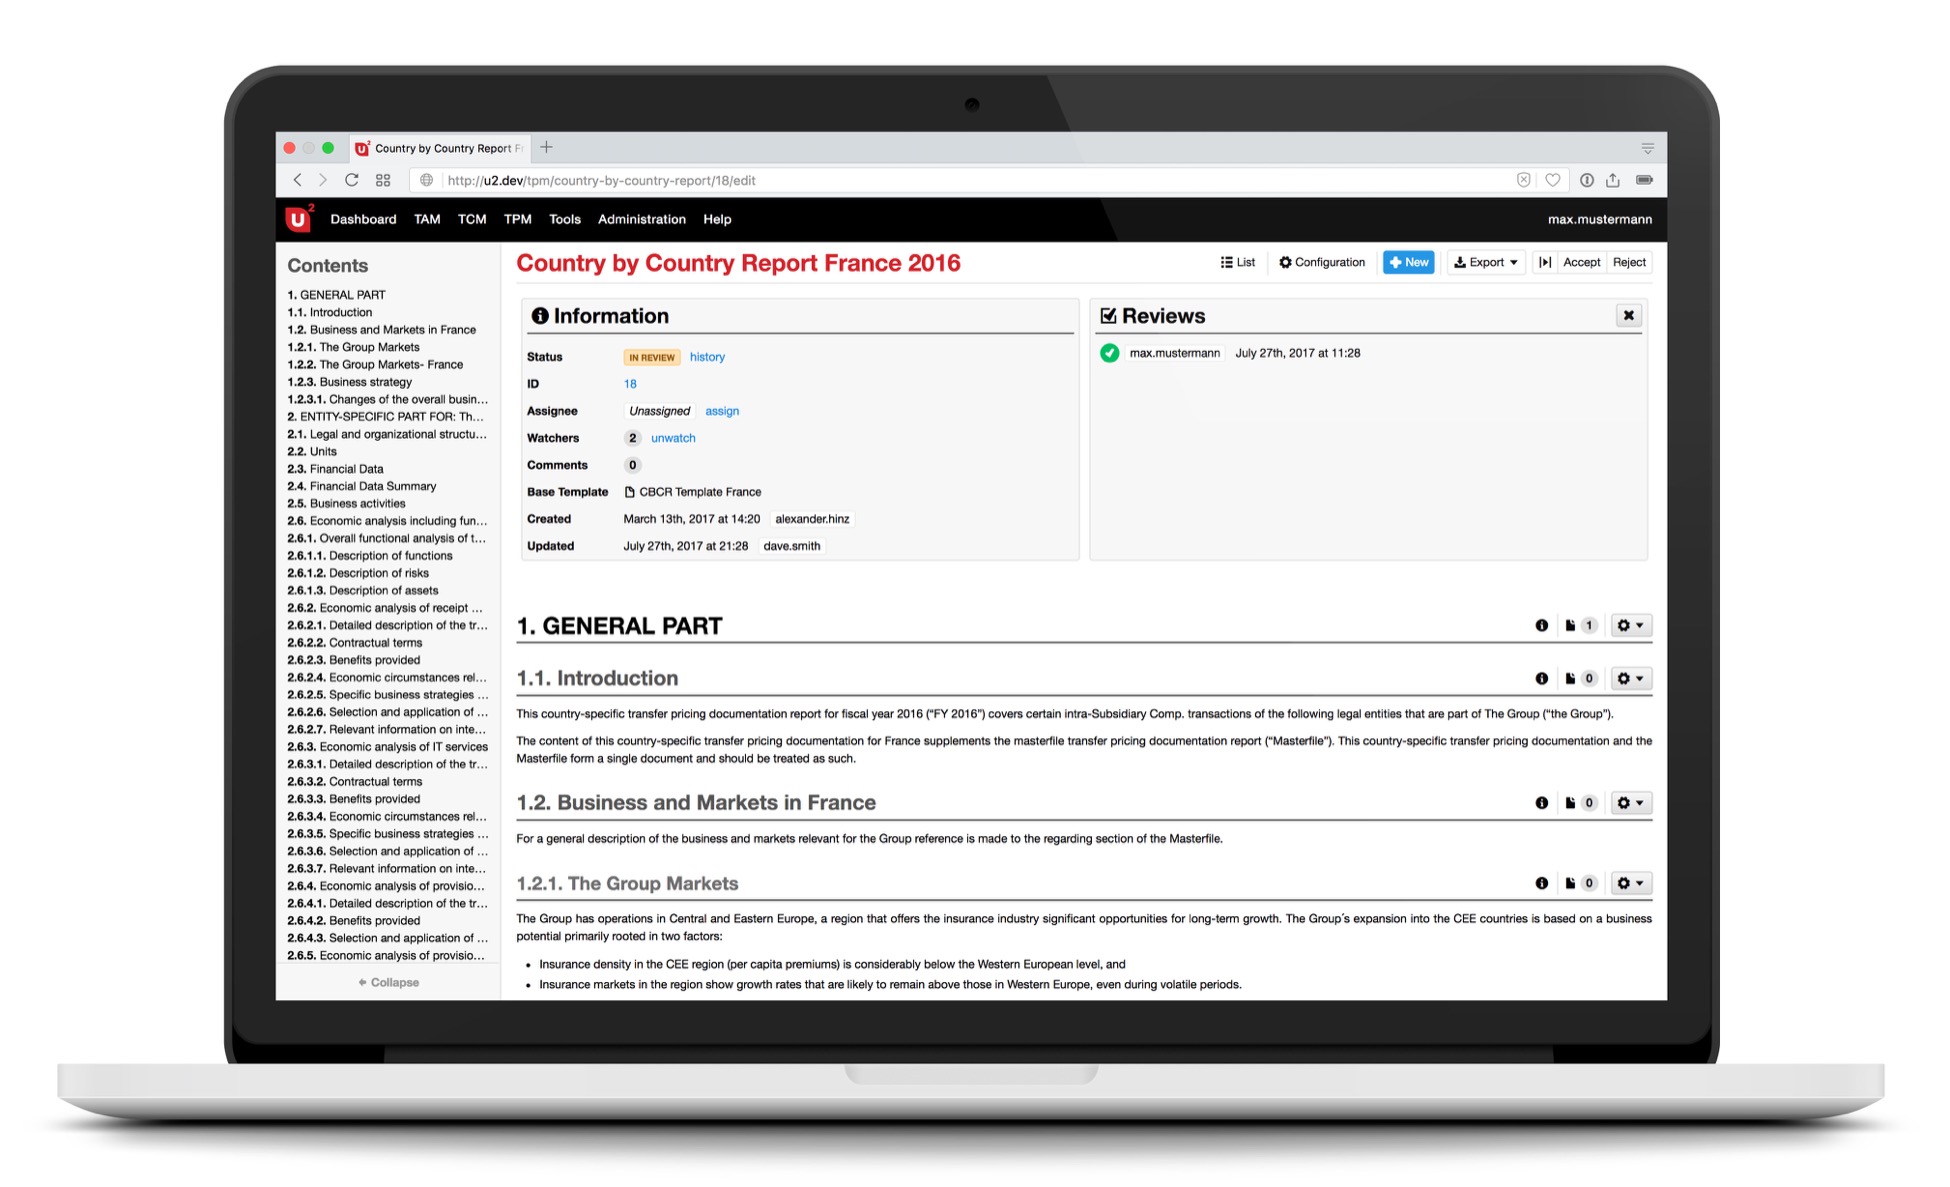 Country by Country Report Fr
http://u2.dev/tpm/country-by-country-report/18/edit
U2 Dashboard TAM TCM TPM Tools Administration Help max.mustermann
Contents
1. GENERAL PART
1.1. Introduction
1.2. Business and Markets in France
1.2.1. The Group Markets
1.2.2. The Group Markets- France
1.2.3. Business strategy
1.2.3.1. Changes of the overall busin...
2. ENTITY-SPECIFIC PART FOR: Th...
2.1. Legal and organizational structu...
2.2. Units
2.3. Financial Data
2.4. Financial Data Summary
2.5. Business activities
2.6. Economic analysis including fun...
2.6.1. Overall functional analysis of t...
2.6.1.1. Description of functions
2.6.1.2. Description of risks
2.6.1.3. Description of assets
2.6.2. Economic analysis of receipt ...
2.6.2.1. Detailed description of the tr...
2.6.2.2. Contractual terms
2.6.2.3. Benefits provided
2.6.2.4. Economic circumstances rel...
2.6.2.5. Specific business strategies ...
2.6.2.6. Selection and application of ...
2.6.2.7. Relevant information on inte...
2.6.3. Economic analysis of IT services
2.6.3.1. Detailed description of the tr...
2.6.3.2. Contractual terms
2.6.3.3. Benefits provided
2.6.3.4. Economic circumstances rel...
2.6.3.5. Specific business strategies ...
2.6.3.6. Selection and application of ...
2.6.3.7. Relevant information on inte...
2.6.4. Economic analysis of provisio...
2.6.4.1. Detailed description of the tr...
2.6.4.2. Benefits provided
2.6.4.3. Selection and application of ...
2.6.5. Economic analysis of provisio...
Collapse
Country by Country Report France 2016
List Configuration New Export Accept Reject
Information
Status IN REVIEW history
ID 18
Assignee Unassigned assign
Watchers 2 unwatch
Comments 0
Base Template CBCR Template France
Created March 13th, 2017 at 14:20 alexander.hinz
Updated July 27th, 2017 at 21:28 dave.smith
Reviews
max.mustermann July 27th, 2017 at 11:28
1. GENERAL PART 1
1.1. Introduction 0
This country-specific transfer pricing documentation report for fiscal year 2016 (“FY 2016”) covers certain intra-Subsidiary Comp. transactions of the following legal entities that are part of The Group (“the Group”).
The content of this country-specific transfer pricing documentation for France supplements the masterfile transfer pricing documentation report (“Masterfile”). This country-specific transfer pricing documentation and the
Masterfile form a single document and should be treated as such.
1.2. Business and Markets in France 0
For a general description of the business and markets relevant for the Group reference is made to the regarding section of the Masterfile.
1.2.1. The Group Markets 0
The Group has operations in Central and Eastern Europe, a region that offers the insurance industry significant opportunities for long-term growth. The Group´s expansion into the CEE countries is based on a business
potential primarily rooted in two factors:
• Insurance density in the CEE region (per capita premiums) is considerably below the Western European level, and
• Insurance markets in the region show growth rates that are likely to remain above those in Western Europe, even during volatile periods.